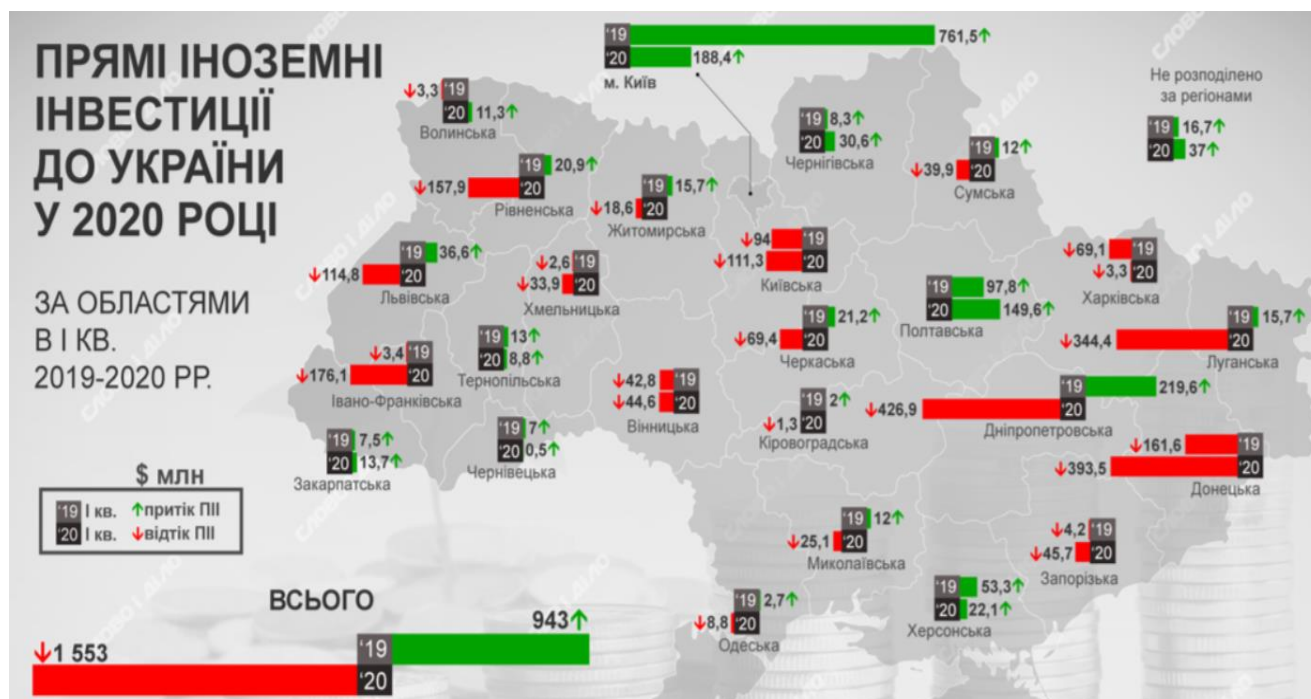 ПРЯМІ ІНОЗЕМНІ
ІНВЕСТИЦІЇ
ДО УКРАЇНИ
У 2020 РОЦІ
ЗА ОБЛАСТЯМИ
В І КВ.
2019-2020 РР.
$ млн
'19 І кв. ↑притік ПІІ
'20 І кв. ↓відтік ПІІ
'19 761,5↑
'20 188,4↑
м. Київ
Не розподілено
за регіонами
'19 16,7↑
'20 37↑
↓3,3 '19
'20 11,3↑
Волинська
'19 20,9↑
↓157,9 '20
Рівненська
'19 15,7↑
↓18,6 '20
Житомирська
'19 8,3↑
'20 30,6↑
Чернігівська
'19 12↑
↓39,9 '20
Сумська
'19 36,6↑
↓114,8 '20
Львівська
↓2,6 '19
↓33,9 '20
Хмельницька
↓94 '19
↓111,3 '20
Київська
↓69,1 '19
↓3,3 '20
Харківська
'19 97,8↑
'20 149,6↑
Полтавська
'19 15,7↑
↓344,4 '20
Луганська
↓3,4 '19
↓176,1 '20
Івано-Франківська
'19 13↑
'20 8,8↑
Тернопільська
'19 21,2↑
↓69,4 '20
Черкаська
↓42,8 '19
↓44,6 '20
Вінницька
'19 2↑
↓1,3 '20
Кіровоградська
'19 219,6↑
↓426,9 '20
Дніпропетровська
↓161,6 '19
↓393,5 '20
Донецька
'19 7,5↑
'20 13,7↑
Закарпатська
'19 7↑
'20 0,5↑
Чернівецька
'19 12↑
↓25,1 '20
Миколаївська
↓4,2 '19
↓45,7 '20
Запорізька
'19 2,7↑
↓8,8 '20
Одеська
'19 53,3↑
'20 22,1↑
Херсонська
ВСЬОГО
'19 943↑
↓1 553 '20
СЛОВО І ДІЛО